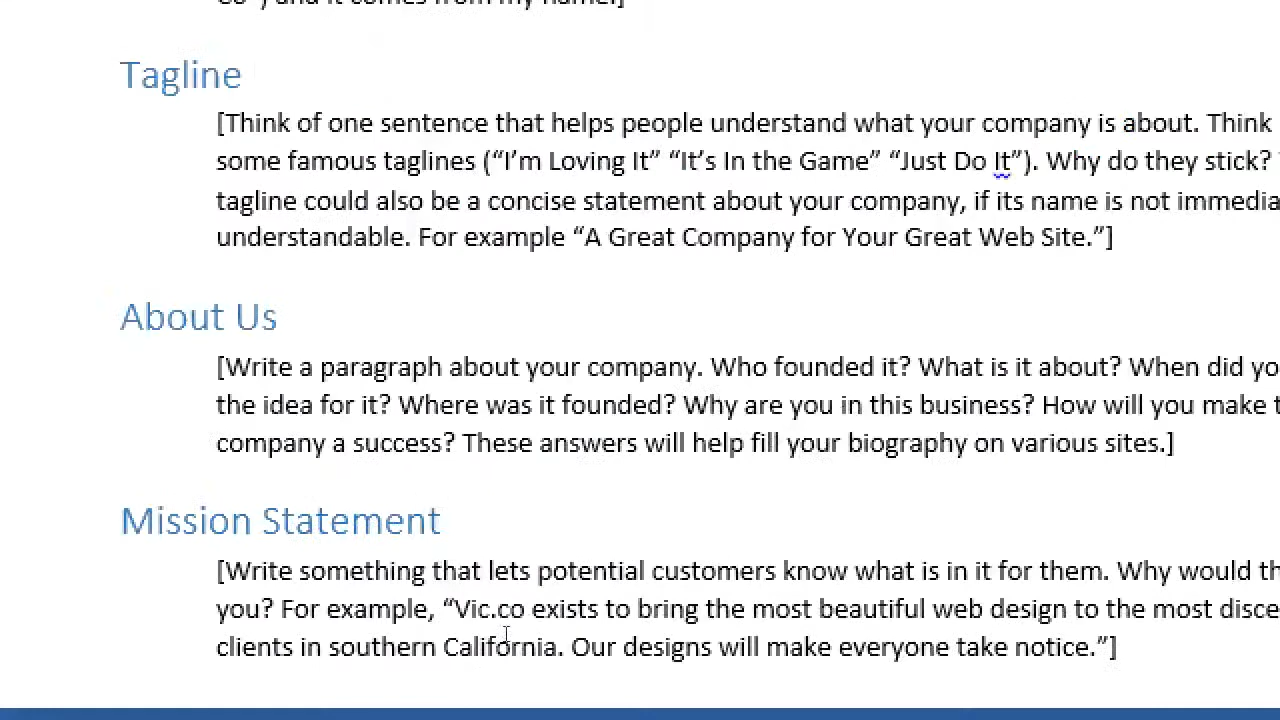 Co") and it comes from my name.]
Tagline
[Think of one sentence that helps people understand what your company is about. Think
some famous taglines (“I’m Loving It” “It’s In the Game” “Just Do It”). Why do they stick?
tagline could also be a concise statement about your company, if its name is not immedia
understandable. For example “A Great Company for Your Great Web Site.”]
About Us
[Write a paragraph about your company. Who founded it? What is it about? When did yo
the idea for it? Where was it founded? Why are you in this business? How will you make t
company a success? These answers will help fill your biography on various sites.]
Mission Statement
[Write something that lets potential customers know what is in it for them. Why would th
you? For example, “Vic.co exists to bring the most beautiful web design to the most disce
clients in southern California. Our designs will make everyone take notice.”]